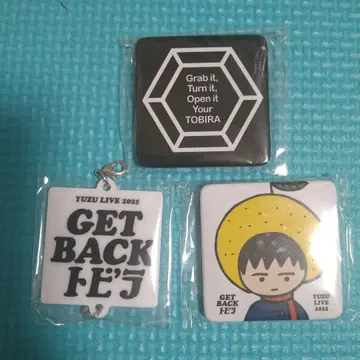 Grab it,
Turn it,
Open it
Your
TOBIRA
YUZU LIVE 2025
GET
BACK
トビラ
GET
BACK
トビラ
YUZU
LIVE
2025